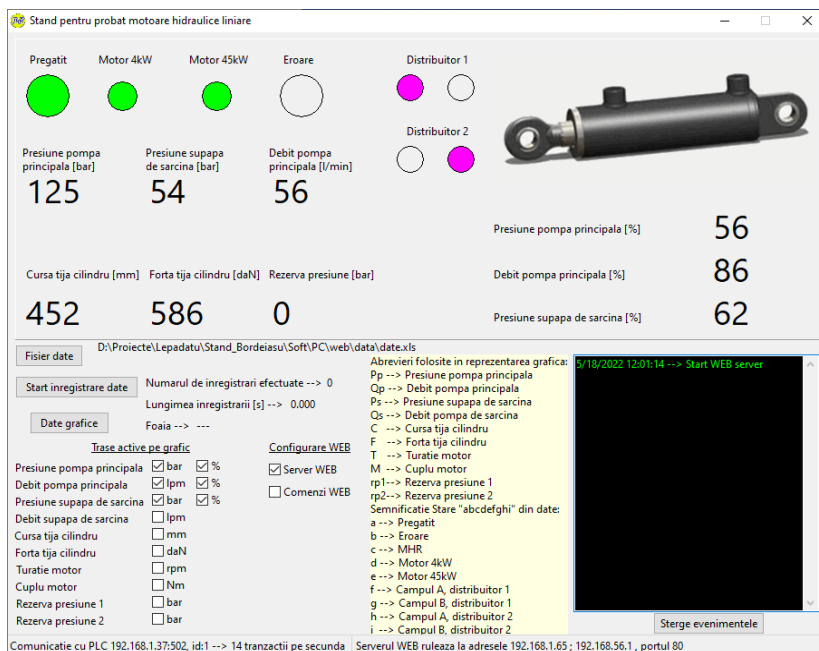 Stand pentru probat motoare hidraulice liniare
Pregatit Motor 4kW Motor 45kW Eroare Distribuitor 1
Distribuitor 2
Presiune pompa principala [bar] Presiune supapa de sarcina [bar] Debit pompa principala [l/min]
125 54 56
Presiune pompa principala [%] 56
Cursa tija cilindru [mm] Forta tija cilindru [daN] Rezerva presiune [bar]
Debit pompa principala [%] 86
452 586 0
Presiune supapa de sarcina [%] 62
Fisier date D:\Proiecte\Lepadatu\Stand_Bordeiasu\Soft\PC\web\data\date.xls
Start inregistrare date Numarul de inregistrari efectuate --> 0
Lungimea inregistrarii [s] --> 0.000
Date grafice Foaia --> ---
Trase active pe grafic
Presiune pompa principala bar %
Debit pompa principala lpm %
Presiune supapa de sarcina bar %
Debit supapa de sarcina lpm
Cursa tija cilindru mm
Forta tija cilindru daN
Turatie motor rpm
Cuplu motor Nm
Rezerva presiune 1 bar
Rezerva presiune 2 bar
Configurare WEB
Server WEB
Comenzi WEB
Abrevieri folosite in reprezentarea grafica:
Pp --> Presiune pompa principala
Qp --> Debit pompa principala
Ps --> Presiune supapa de sarcina
Qs --> Debit pompa de sarcina
C --> Cursa tija cilindru
F --> Forta tija cilindru
T --> Turatie motor
M --> Cuplu motor
rp1--> Rezerva presiune 1
rp2--> Rezerva presiune 2
Semnificatie Stare "abcdefghi" din date:
a --> Pregatit
b --> Eroare
c --> MHR
d --> Motor 4kW
e --> Motor 45kW
f --> Campul A, distribuitor 1
g --> Campul B, distribuitor 1
h --> Campul A, distribuitor 2
i --> Campul B, distribuitor 2
5/18/2022 12:01:14 --> Start WEB server
Sterge evenimentele
Comunicatie cu PLC 192.168.1.37:502, id:1 --> 14 tranzactii pe secunda Serverul WEB ruleaza la adresele 192.168.1.65 ; 192.168.56.1 , portul 80